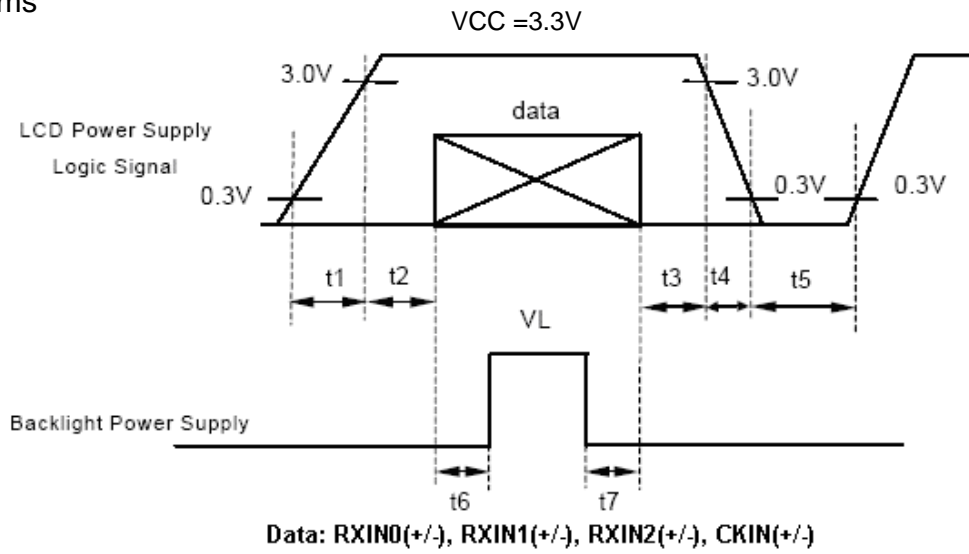 ms
VCC =3.3V
3.0V
3.0V
data
LCD Power Supply
Logic Signal
0.3V
0.3V
0.3V
t1
t2
t3
t4
t5
VL
Backlight Power Supply
t6
t7
Data: RXIN0(+/-), RXIN1(+/-), RXIN2(+/-), CKIN(+/-)